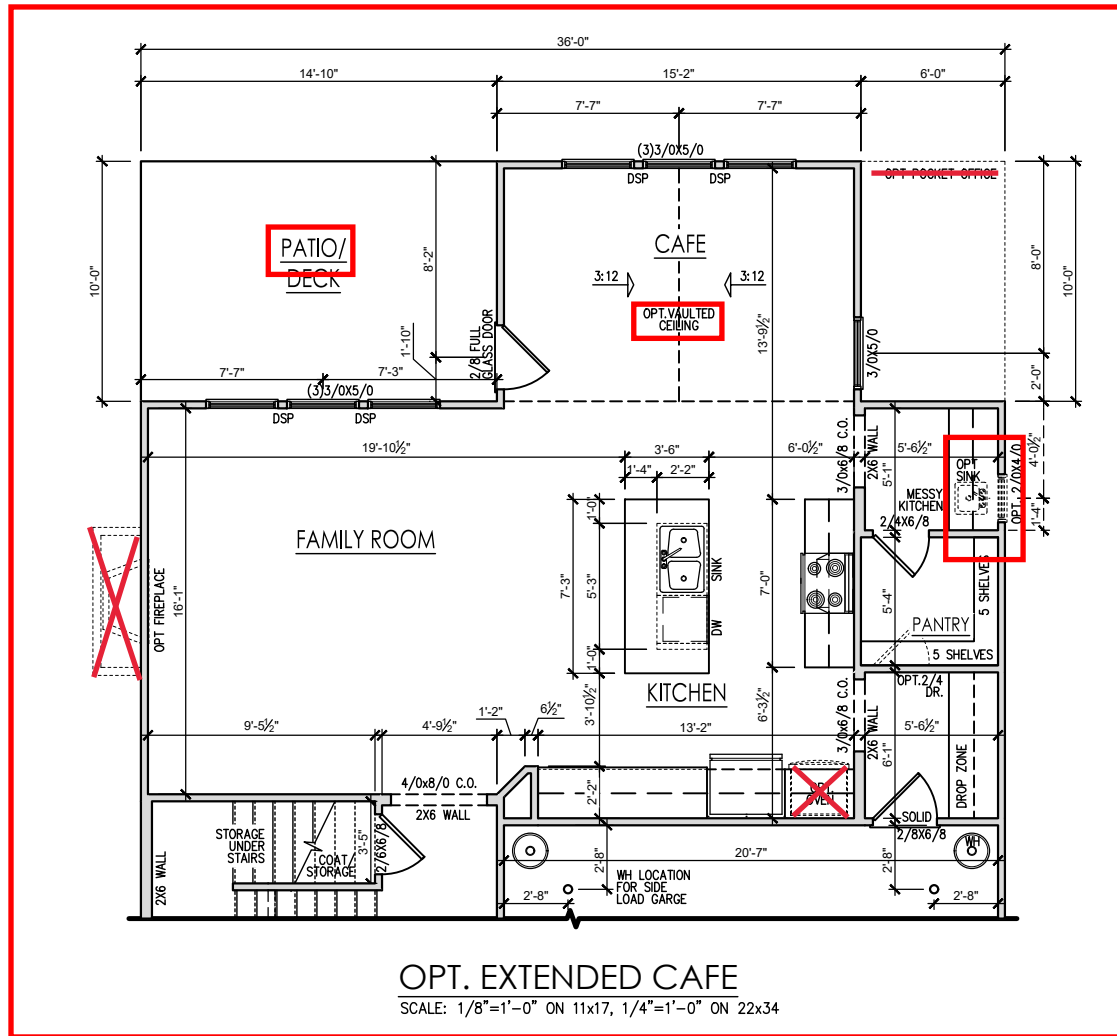 36'-0"
14'-10"
15'-2"
6'-0"
7'-7"
7'-7"
(3)3/0X5/0
DSP
DSP
OPT POCKET OFFICE
PATIO/
DECK
CAFE
10'-0"
8'-2"
8'-0"
10'-0"
3:12
3:12
OPT.VAULTED
CEILING
13'-9½"
1'-10"
2/8 FULL
GLASS DOOR
3/0X5/0
7'-7"
7'-3"
2'-0"
(3)3/0X5/0
DSP
DSP
19'-10½"
3'-6"
6'-0½"
3/0x6/8 C.O.
2X6 WALL
5'-6½"
5'-1"
4'-0½"
1'-4"
2'-2"
OPT
SINK
OPT. 2/0X4/0
MESSY
KITCHEN
1'-0"
2/4X6/8
1'-4"
FAMILY ROOM
SINK
7'-3"
5'-3"
7'-0"
5'-4"
5 SHELVES
OPT FIREPLACE
16'-1"
DW
PANTRY
5 SHELVES
1'-0"
OPT.2/4
DR.
KITCHEN
3'-10½"
6'-3½"
3/0x6/8 C.O.
2X6 WALL
5'-6½"
6'-1"
DROP ZONE
9'-5½"
4'-9½"
1'-2"
6½"
13'-2"
4/0x8/0 C.O.
2X6 WALL
2'-2"
OVEN
SOLID
2/8X6/8
STORAGE
UNDER
STAIRS
COAT/
STORAGE
3'-5"
2/6X6/8
2X6 WALL
20'-7"
WH
2'-8"
2'-8"
WH LOCATION
FOR SIDE
LOAD GARGE
2'-8"
2'-8"
OPT. EXTENDED CAFE
SCALE: 1/8"=1'-0" ON 11x17, 1/4"=1'-0" ON 22x34